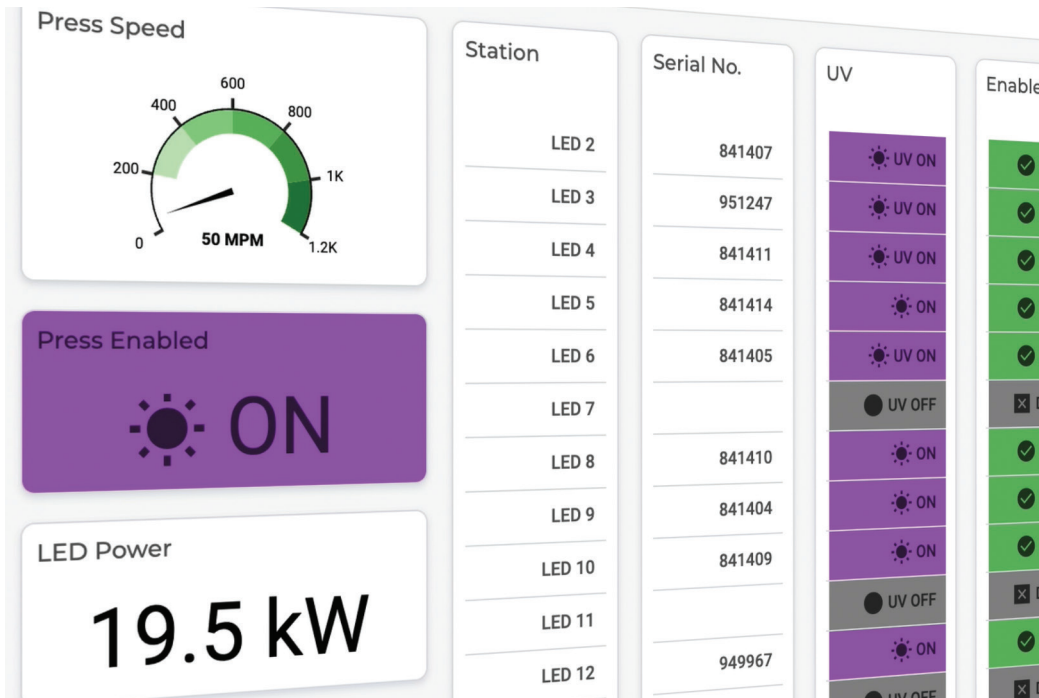 Press Speed
600
400
800
200
1K
0
50 MPM
1.2K
Press Enabled
ON
LED Power
19.5 kW
Station
LED 2
LED 3
LED 4
LED 5
LED 6
LED 7
LED 8
LED 9
LED 10
LED 11
LED 12
Serial No.
841407
951247
841411
841414
841405
841410
841404
841409
949967
UV
UV ON
UV ON
UV ON
ON
UV ON
UV OFF
ON
ON
ON
UV OFF
ON
UV OFF
Enable